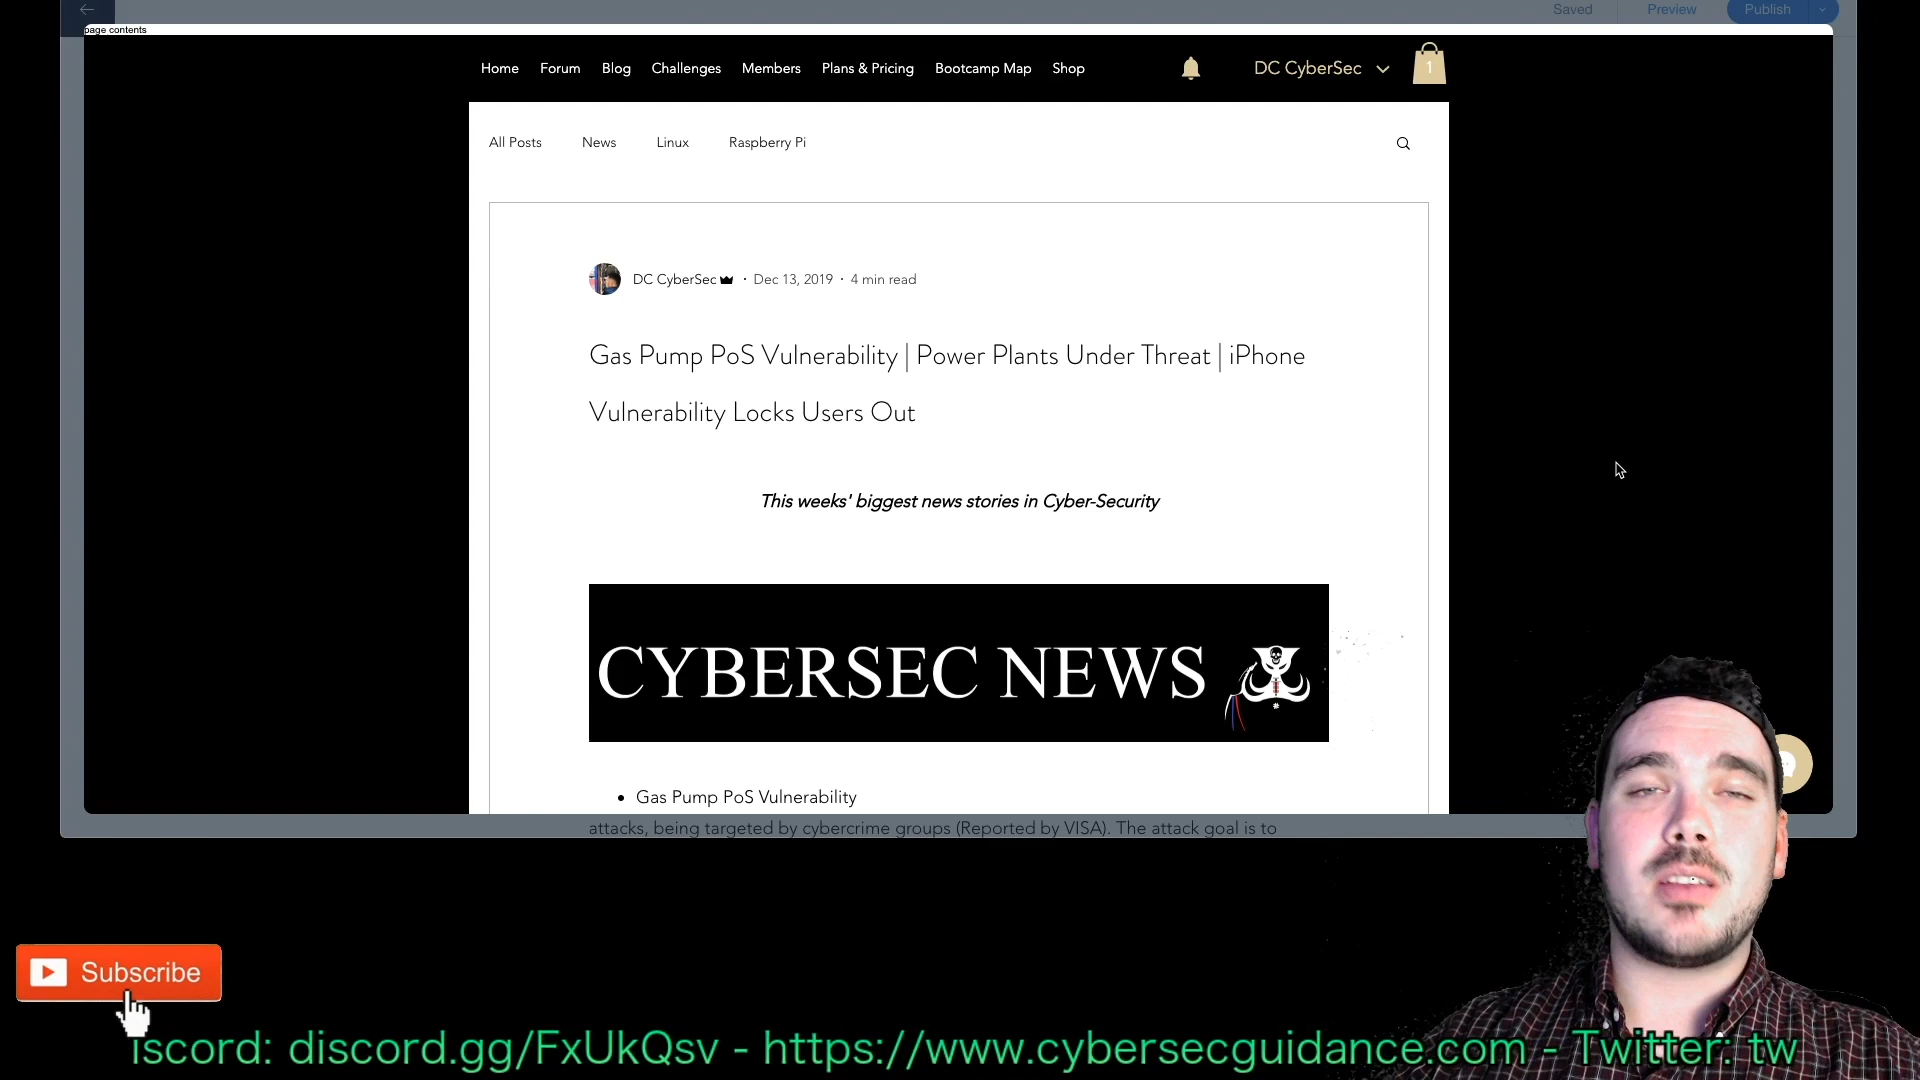 Saved Preview Publish
page contents
Home Forum Blog Challenges Members Plans & Pricing Bootcamp Map Shop DC CyberSec 1
All Posts News Linux Raspberry Pi
DC CyberSec · Dec 13, 2019 · 4 min read
Gas Pump PoS Vulnerability | Power Plants Under Threat | iPhone
Vulnerability Locks Users Out
This weeks' biggest news stories in Cyber-Security
CYBERSEC NEWS
• Gas Pump PoS Vulnerability
attacks, being targeted by cybercrime groups (Reported by VISA). The attack goal is to
Subscribe
iscord: discord.gg/FxUkQsv - https://www.cybersecguidance.com - Twitter: tw